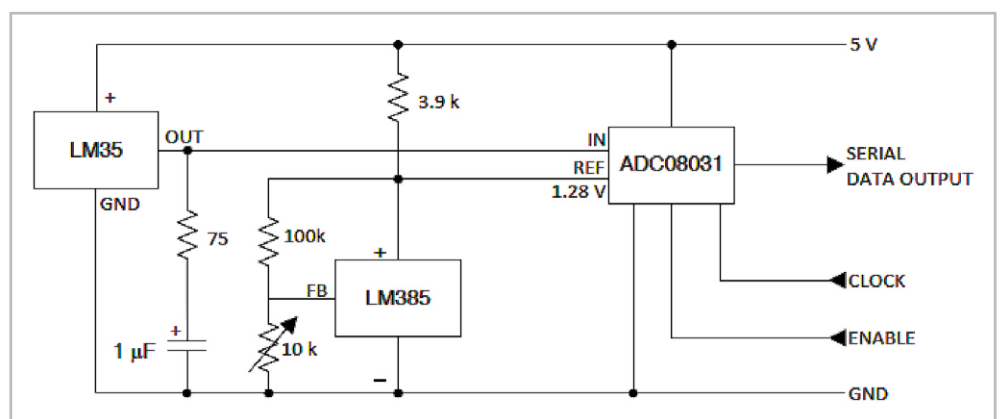 5 V
+
3.9 k
LM35
OUT
IN
ADC08031
REF
1.28 V
SERIAL
DATA OUTPUT
GND
75
100k
+
LM385
FB
CLOCK
+
1 µF
10 k
ENABLE
–
GND